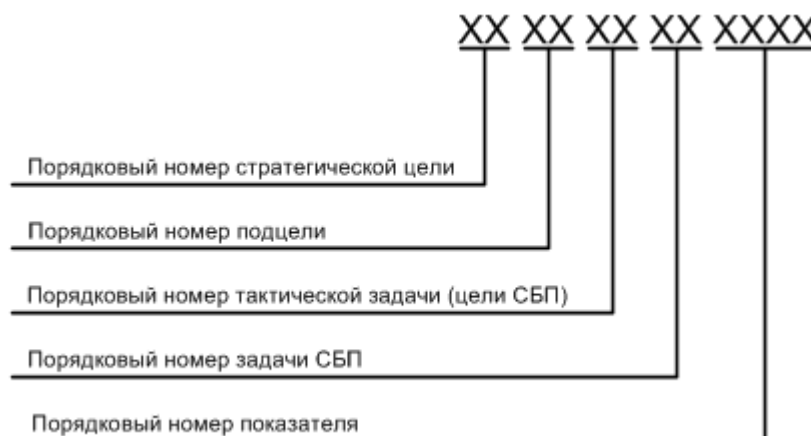 XX XX XX XX XXXX
Порядковый номер стратегической цели
Порядковый номер подцели
Порядковый номер тактической задачи (цели СБП)
Порядковый номер задачи СБП
Порядковый номер показателя